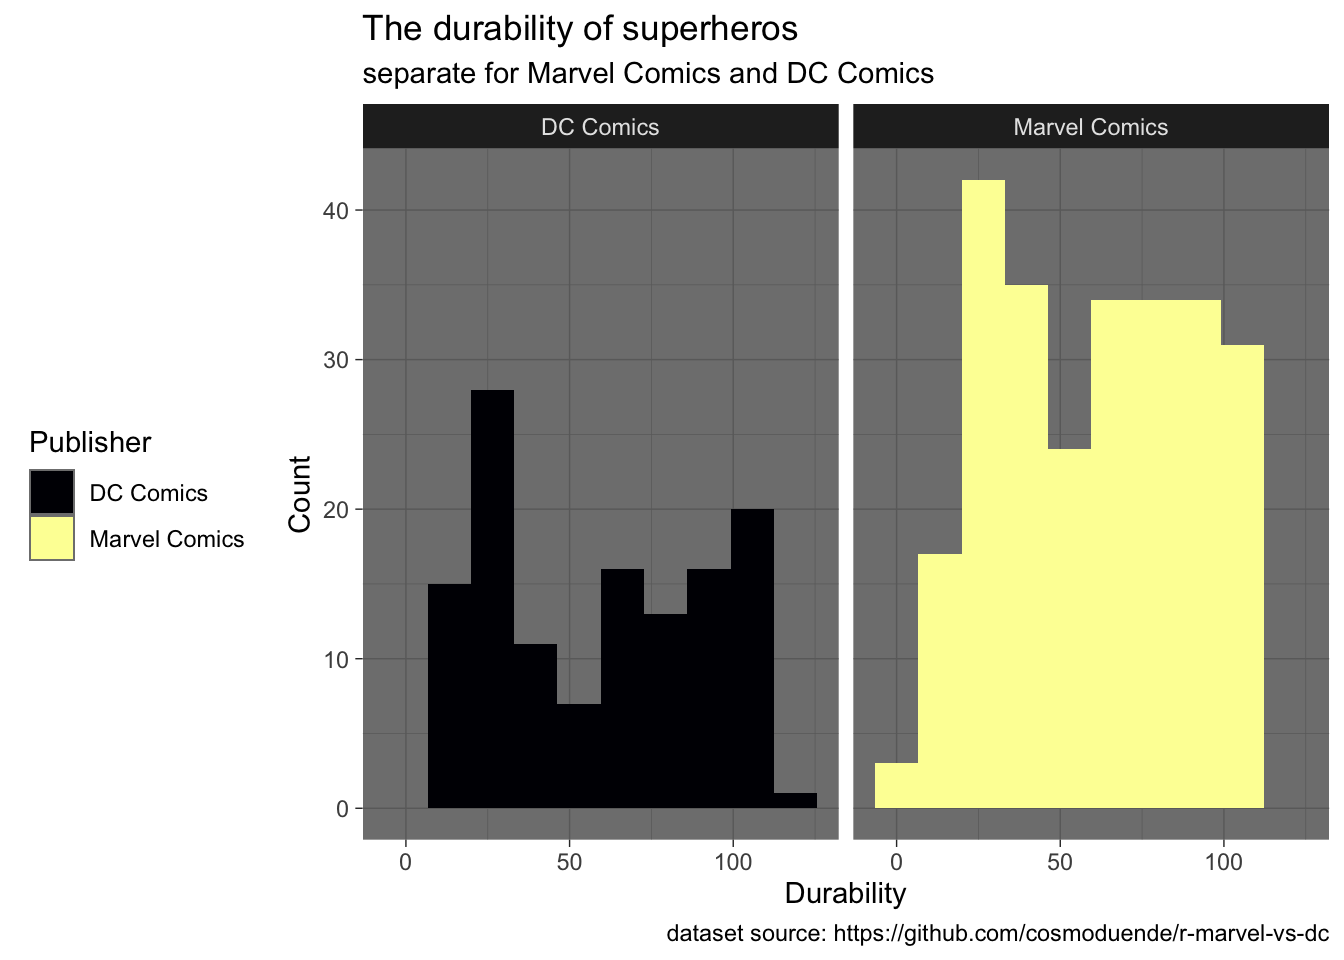 The durability of superheros
separate for Marvel Comics and DC Comics
DC Comics
Marvel Comics
40
30
20
10
0
Count
0 50 100
0 50 100
Durability
Publisher
DC Comics
Marvel Comics
dataset source: https://github.com/cosmoduende/r-marvel-vs-dc